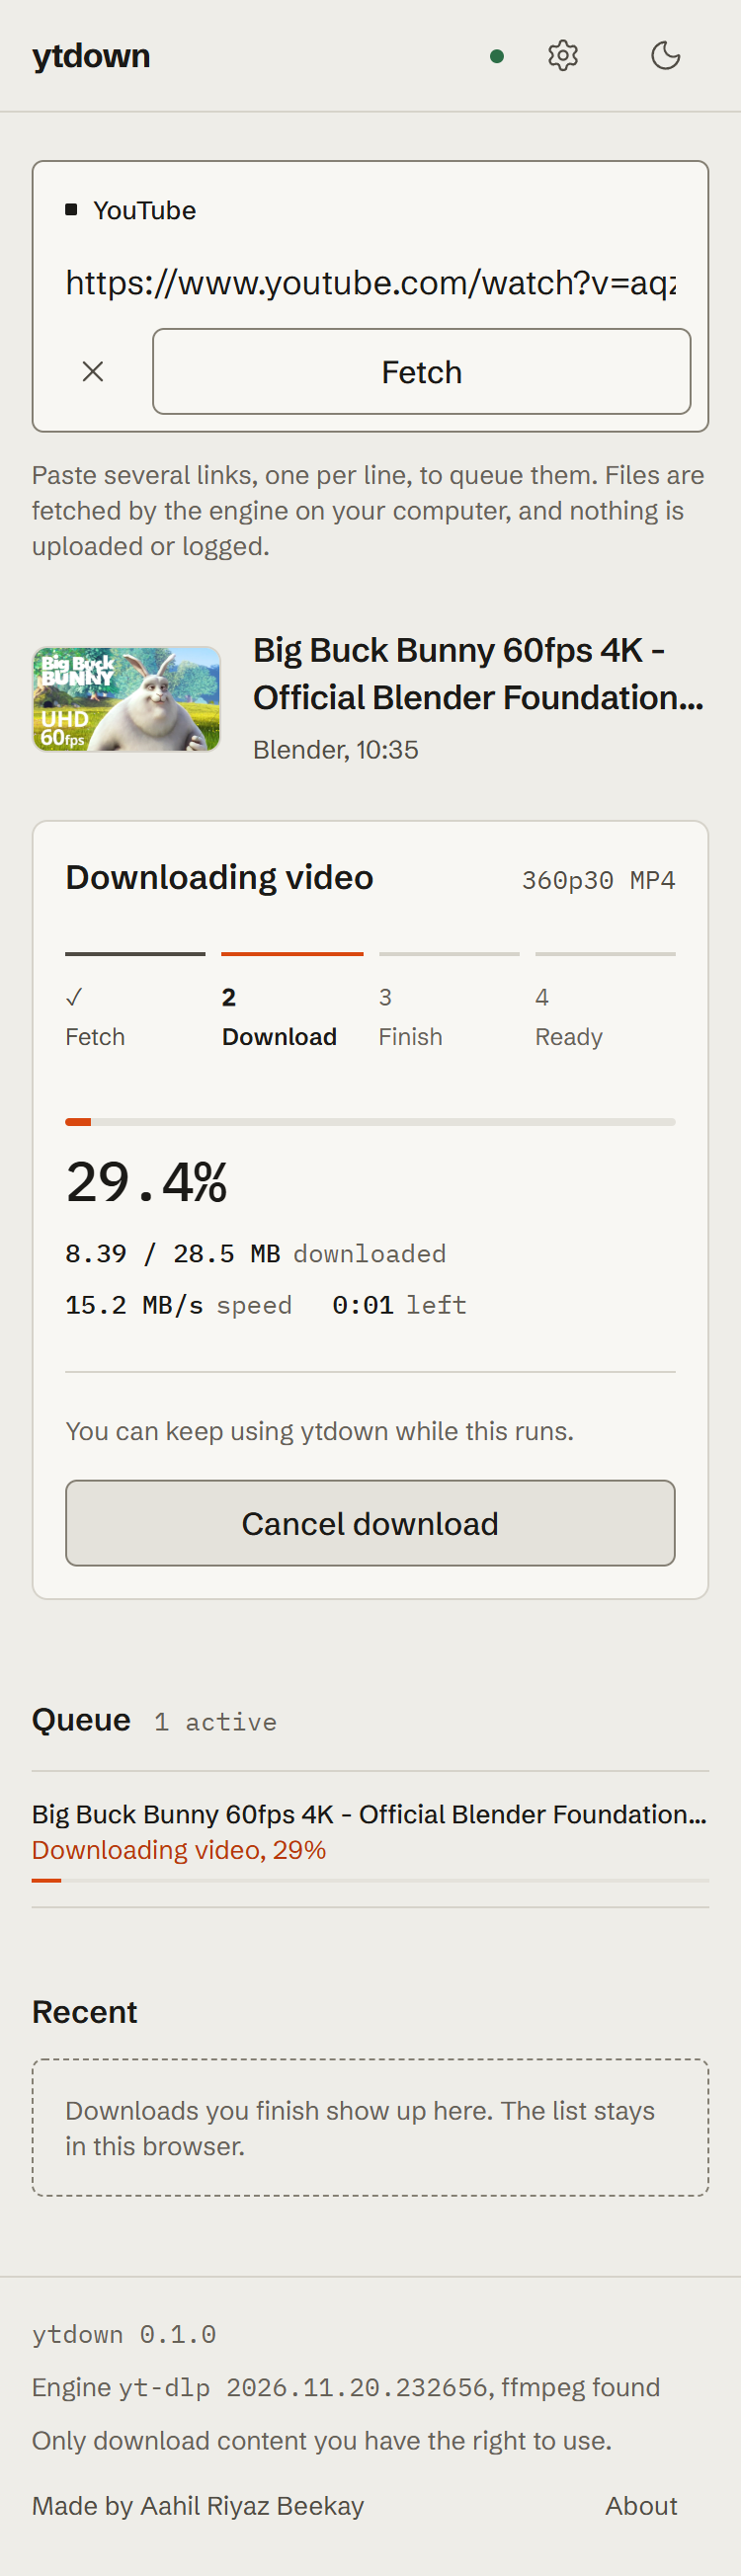 ytdown
YouTube
https://www.youtube.com/watch?v=aqz
Fetch
Paste several links, one per line, to queue them. Files are
fetched by the engine on your computer, and nothing is
uploaded or logged.
Big Buck
BUNNY
UHD
60fps
Big Buck Bunny 60fps 4K -
Official Blender Foundation...
Blender, 10:35
Downloading video
360p30 MP4
✓ 2 3 4
Fetch Download Finish Ready
29.4%
8.39 / 28.5 MB downloaded
15.2 MB/s speed 0:01 left
You can keep using ytdown while this runs.
Cancel download
Queue 1 active
Big Buck Bunny 60fps 4K - Official Blender Foundation...
Downloading video, 29%
Recent
Downloads you finish show up here. The list stays
in this browser.
ytdown 0.1.0
Engine yt-dlp 2026.11.20.232656, ffmpeg found
Only download content you have the right to use.
Made by Aahil Riyaz Beekay
About